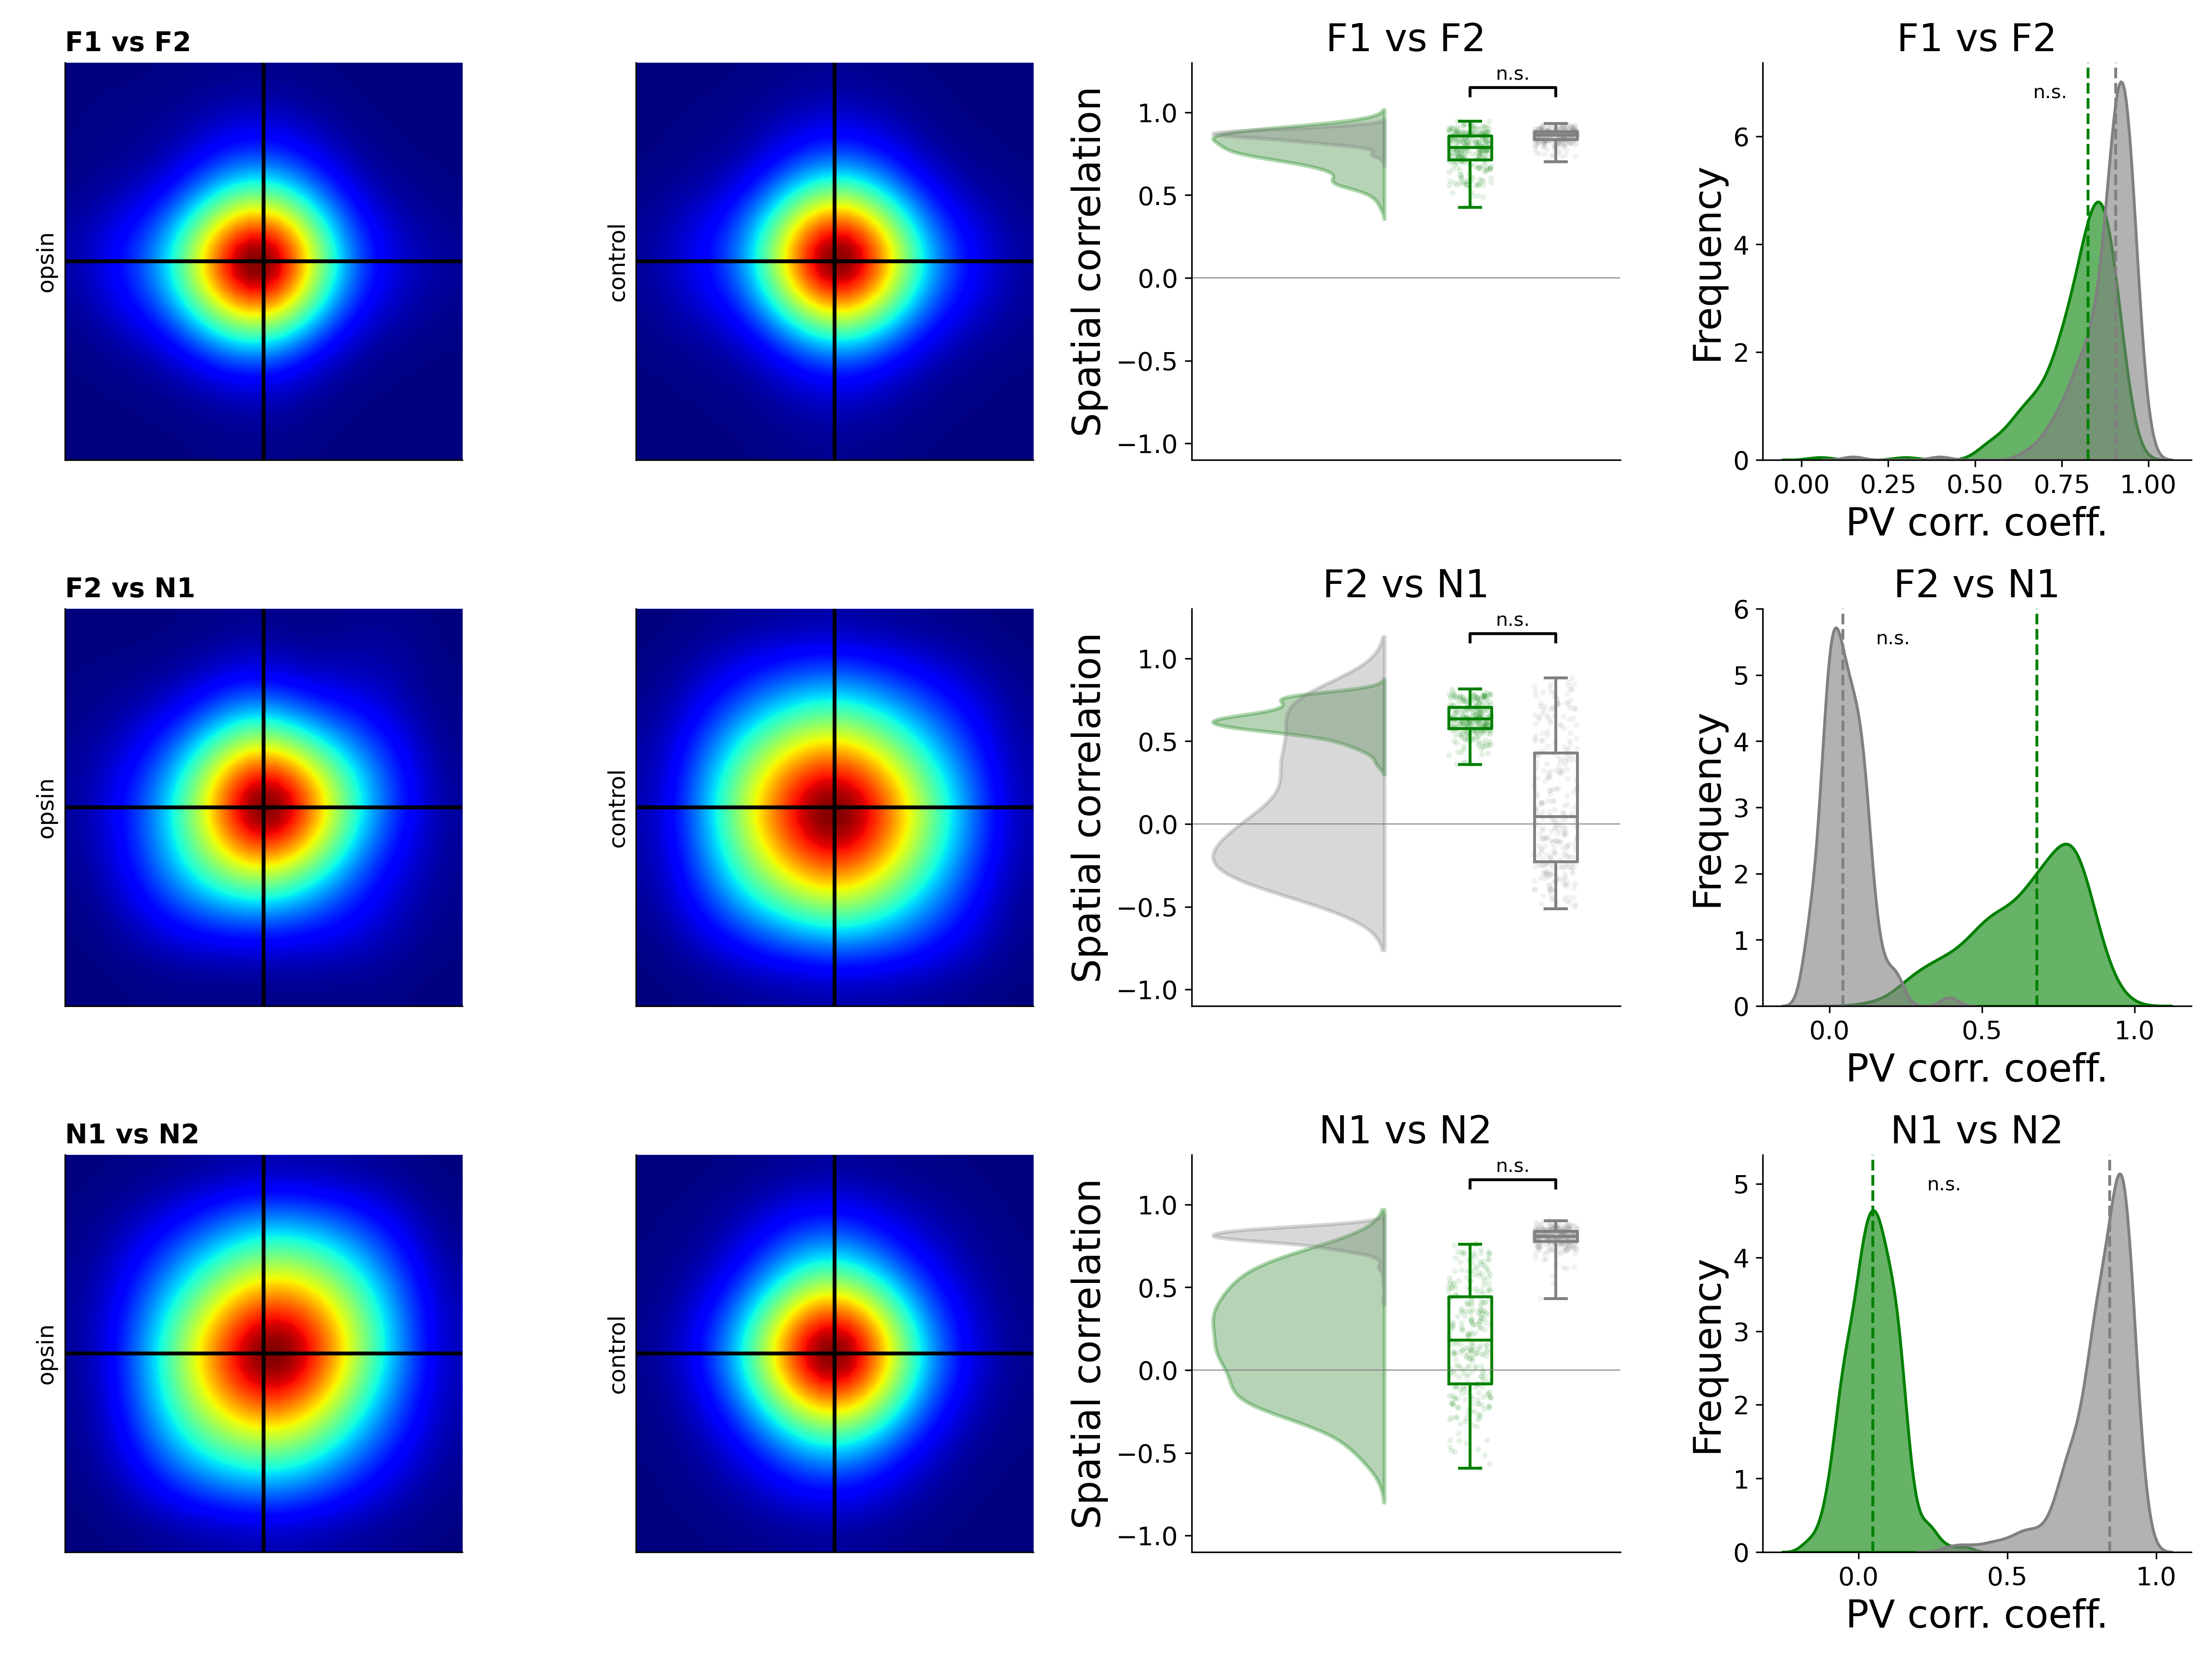 F1 vs F2
opsin
control
F1 vs F2
n.s.
Spatial correlation
1.0
0.5
0.0
−0.5
−1.0
F1 vs F2
n.s.
Frequency
6
4
2
0
0.00 0.25 0.50 0.75 1.00
PV corr. coeff.
F2 vs N1
opsin
control
F2 vs N1
n.s.
Spatial correlation
1.0
0.5
0.0
−0.5
−1.0
F2 vs N1
n.s.
Frequency
6
5
4
3
2
1
0
0.0 0.5 1.0
PV corr. coeff.
N1 vs N2
opsin
control
N1 vs N2
n.s.
Spatial correlation
1.0
0.5
0.0
−0.5
−1.0
N1 vs N2
n.s.
Frequency
5
4
3
2
1
0
0.0 0.5 1.0
PV corr. coeff.